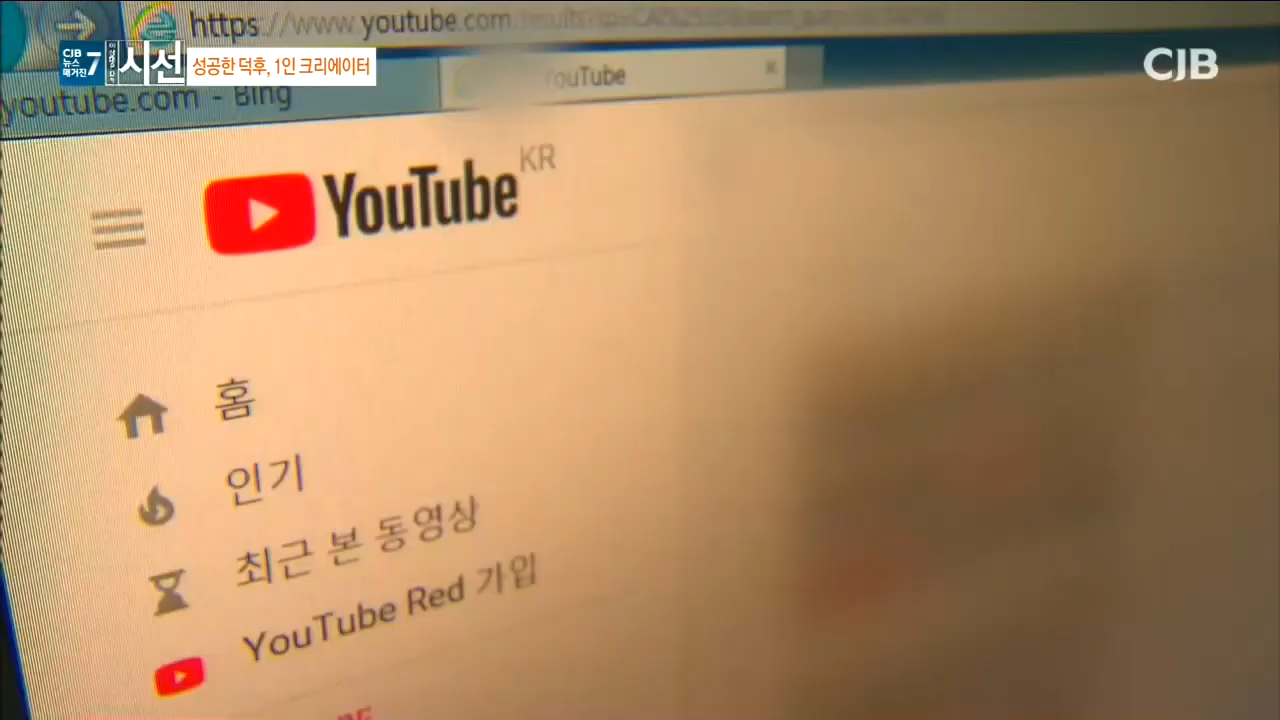 https://www.youtube.com
CJB
뉴스
매거진 7
시선
성공한 덕후, 1인 크리에이터
CJB
youtube.com - Bing
YouTube
YouTube KR
홈
인기
최근 본 동영상
YouTube Red 가입